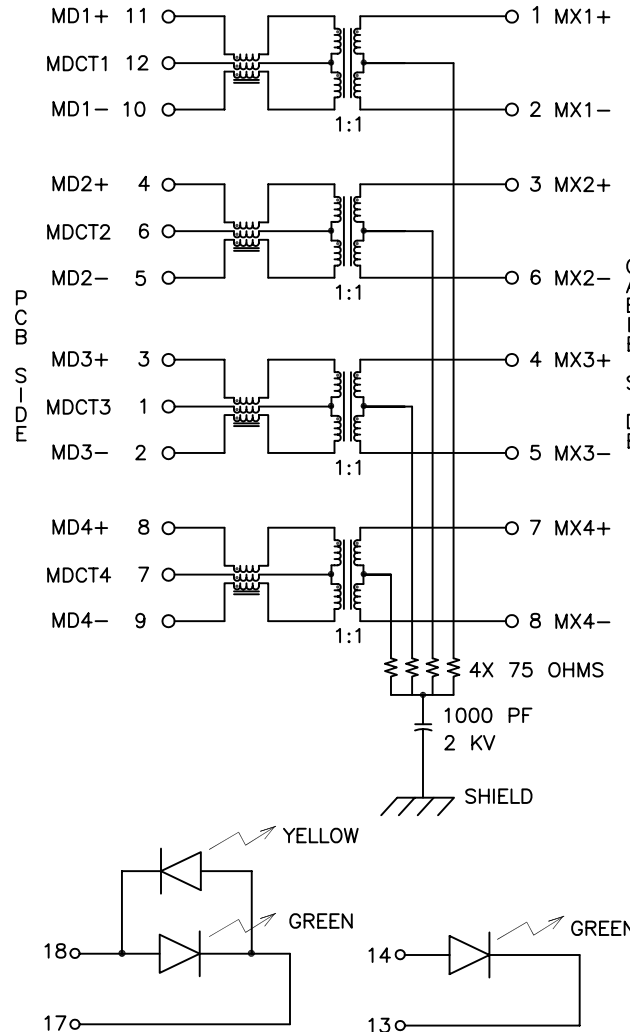 MD1+ 11
1 MX1+
MDCT1 12
MD1- 10
2 MX1-
1:1
MD2+ 4
3 MX2+
MDCT2 6
MD2- 5
6 MX2-
1:1
PCB SIDE
MD3+ 3
4 MX3+
MDCT3 1
MD3- 2
5 MX3-
1:1
MD4+ 8
7 MX4+
MDCT4 7
MD4- 9
8 MX4-
1:1
4X 75 OHMS
1000 PF
2 KV
SHIELD
YELLOW
GREEN
18
17
GREEN
14
13